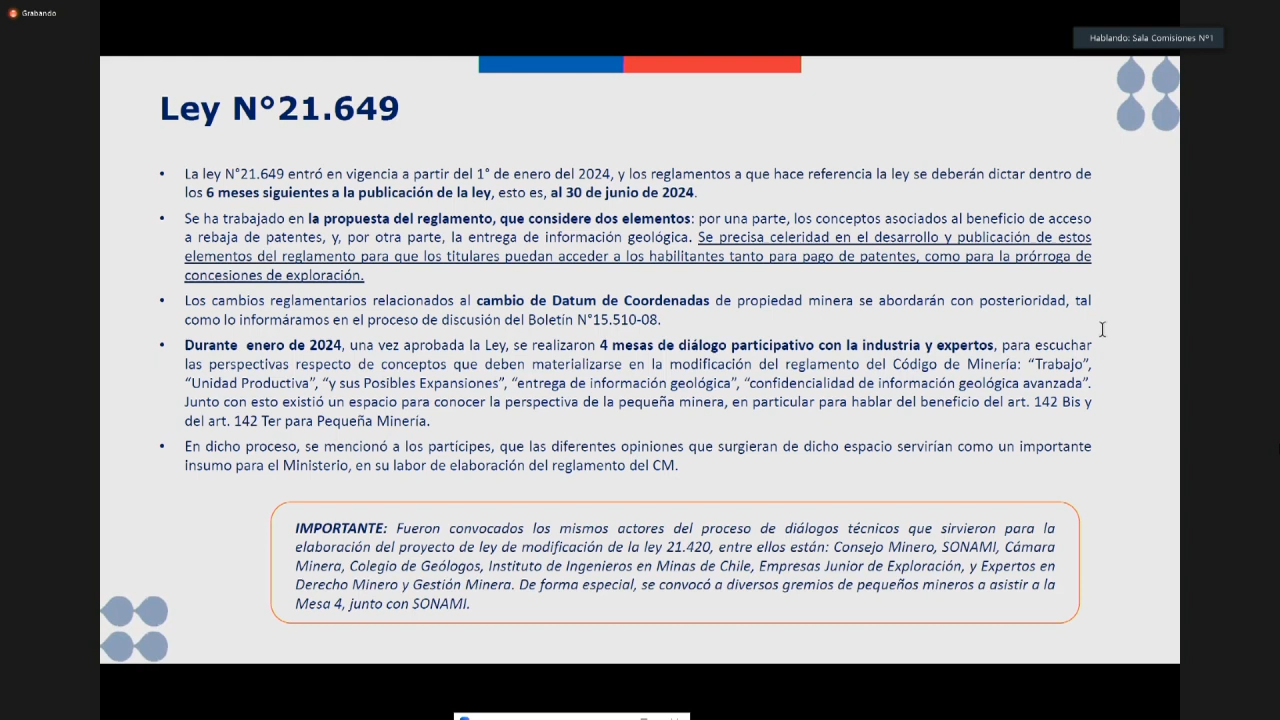 Grabando
Hablando: Sala Comisiones Nº1
Ley N°21.649
• La ley N°21.649 entró en vigencia a partir del 1° de enero del 2024, y los reglamentos a que hace referencia la ley se deberán dictar dentro de
los 6 meses siguientes a la publicación de la ley, esto es, al 30 de junio de 2024.
• Se ha trabajado en la propuesta del reglamento, que considere dos elementos: por una parte, los conceptos asociados al beneficio de acceso
a rebaja de patentes, y, por otra parte, la entrega de información geológica. Se precisa celeridad en el desarrollo y publicación de estos
elementos del reglamento para que los titulares puedan acceder a los habilitantes tanto para pago de patentes, como para la prórroga de
concesiones de exploración.
• Los cambios reglamentarios relacionados al cambio de Datum de Coordenadas de propiedad minera se abordarán con posterioridad, tal
como lo informáramos en el proceso de discusión del Boletín N°15.510-08.
• Durante enero de 2024, una vez aprobada la Ley, se realizaron 4 mesas de diálogo participativo con la industria y expertos, para escuchar
las perspectivas respecto de conceptos que deben materializarse en la modificación del reglamento del Código de Minería: “Trabajo”,
“Unidad Productiva”, “y sus Posibles Expansiones”, “entrega de información geológica”, “confidencialidad de información geológica avanzada”.
Junto con esto existió un espacio para conocer la perspectiva de la pequeña minera, en particular para hablar del beneficio del art. 142 Bis y
del art. 142 Ter para Pequeña Minería.
• En dicho proceso, se mencionó a los partícipes, que las diferentes opiniones que surgieran de dicho espacio servirían como un importante
insumo para el Ministerio, en su labor de elaboración del reglamento del CM.
IMPORTANTE: Fueron convocados los mismos actores del proceso de diálogos técnicos que sirvieron para la
elaboración del proyecto de ley de modificación de la ley 21.420, entre ellos están: Consejo Minero, SONAMI, Cámara
Minera, Colegio de Geólogos, Instituto de Ingenieros en Minas de Chile, Empresas Junior de Exploración, y Expertos en
Derecho Minero y Gestión Minera. De forma especial, se convocó a diversos gremios de pequeños mineros a asistir a la
Mesa 4, junto con SONAMI.